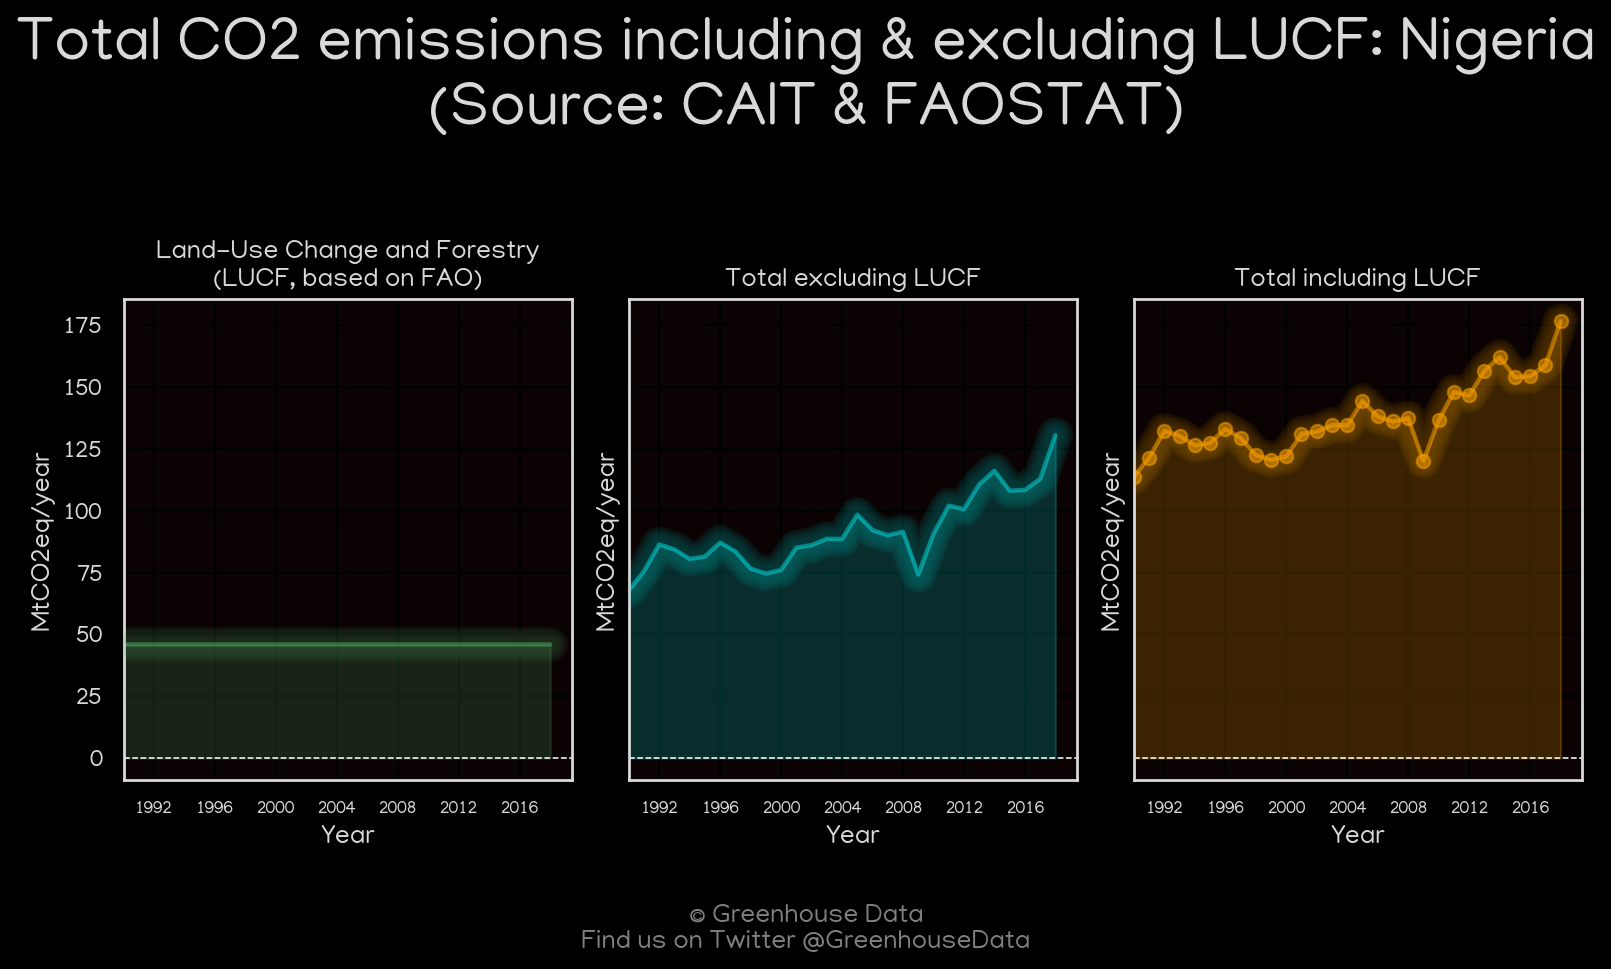 Total CO2 emissions including & excluding LUCF: Nigeria
(Source: CAIT & FAOSTAT)
Land-Use Change and Forestry
(LUCF, based on FAO)
MtCO2eq/year
175
150
125
100
75
50
25
0
1992 1996 2000 2004 2008 2012 2016
Year
Total excluding LUCF
MtCO2eq/year
1992 1996 2000 2004 2008 2012 2016
Year
Total including LUCF
MtCO2eq/year
1992 1996 2000 2004 2008 2012 2016
Year
© Greenhouse Data
Find us on Twitter @GreenhouseData